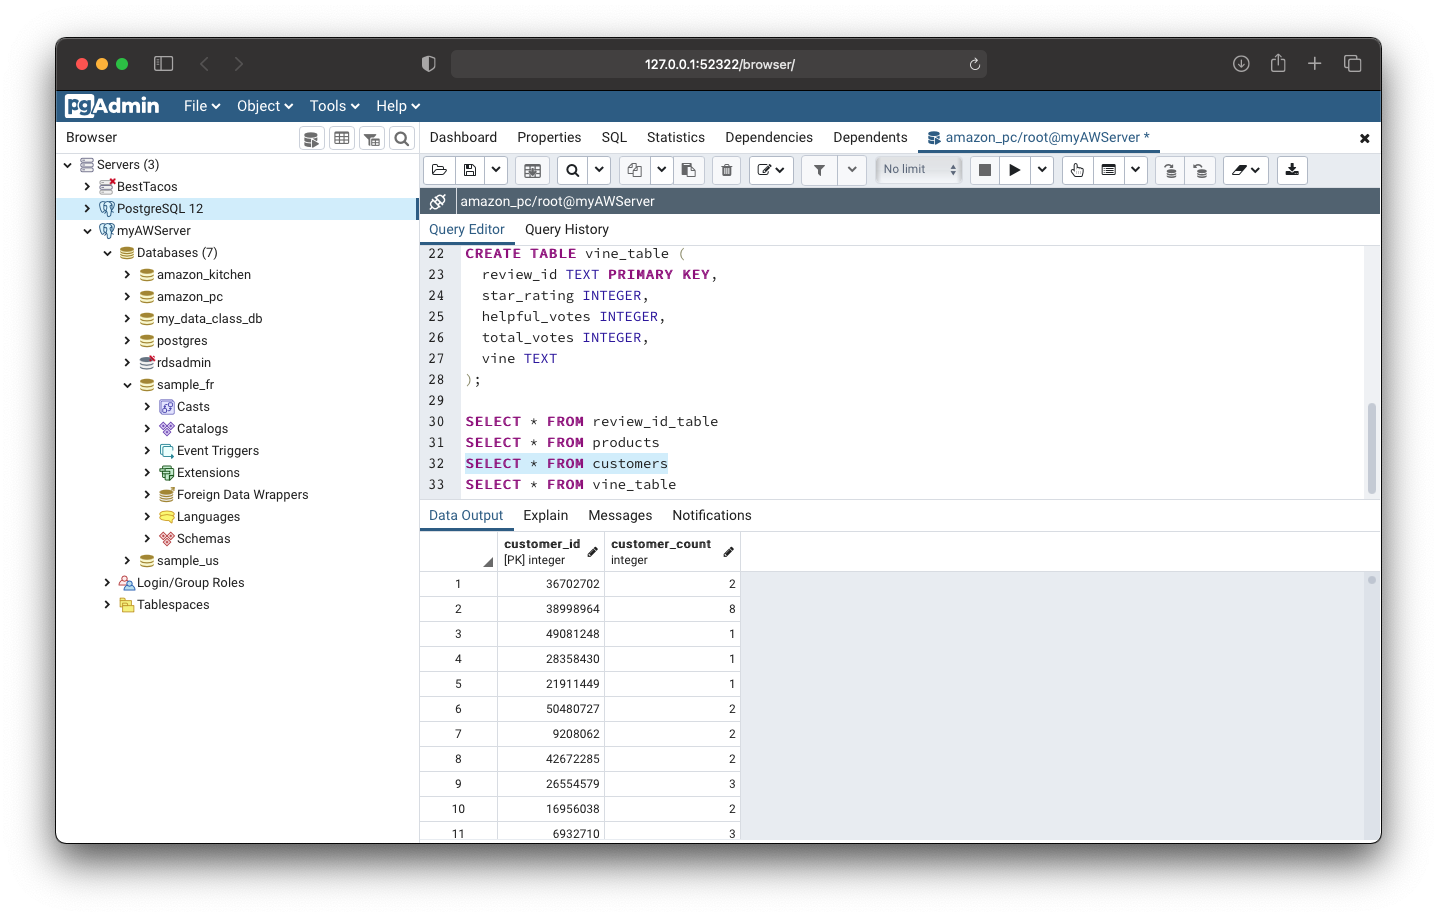 127.0.0.1:52322/browser/
pgAdmin File Object Tools Help
Browser
Servers (3)
BestTacos
PostgreSQL 12
myAWServer
Databases (7)
amazon_kitchen
amazon_pc
my_data_class_db
postgres
rdsadmin
sample_fr
Casts
Catalogs
Event Triggers
Extensions
Foreign Data Wrappers
Languages
Schemas
sample_us
Login/Group Roles
Tablespaces
Dashboard Properties SQL Statistics Dependencies Dependents amazon_pc/root@myAWServer *
No limit
amazon_pc/root@myAWServer
Query Editor Query History
22 CREATE TABLE vine_table (
23 review_id TEXT PRIMARY KEY,
24 star_rating INTEGER,
25 helpful_votes INTEGER,
26 total_votes INTEGER,
27 vine TEXT
28 );
29
30 SELECT * FROM review_id_table
31 SELECT * FROM products
32 SELECT * FROM customers
33 SELECT * FROM vine_table
Data Output Explain Messages Notifications
customer_id customer_count
[PK] integer integer
1 36702702 2
2 38998964 8
3 49081248 1
4 28358430 1
5 21911449 1
6 50480727 2
7 9208062 2
8 42672285 2
9 26554579 3
10 16956038 2
11 6932710 3